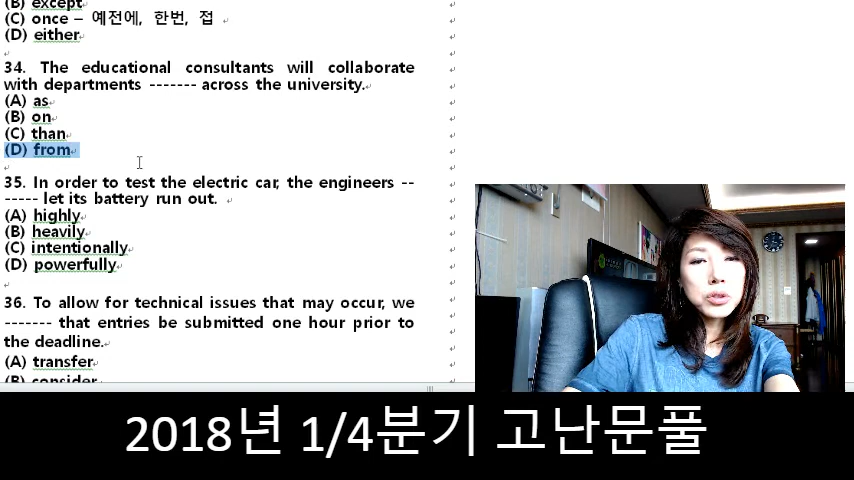 (B) except
(C) once – 예전에, 한번, 접
(D) either
34. The educational consultants will collaborate
with departments ------- across the university.
(A) as
(B) on
(C) than
(D) from
35. In order to test the electric car, the engineers --
----- let its battery run out.
(A) highly
(B) heavily
(C) intentionally
(D) powerfully
36. To allow for technical issues that may occur, we
------- that entries be submitted one hour prior to
the deadline.
(A) transfer
(B) consider
2018년 1/4분기 고난문풀